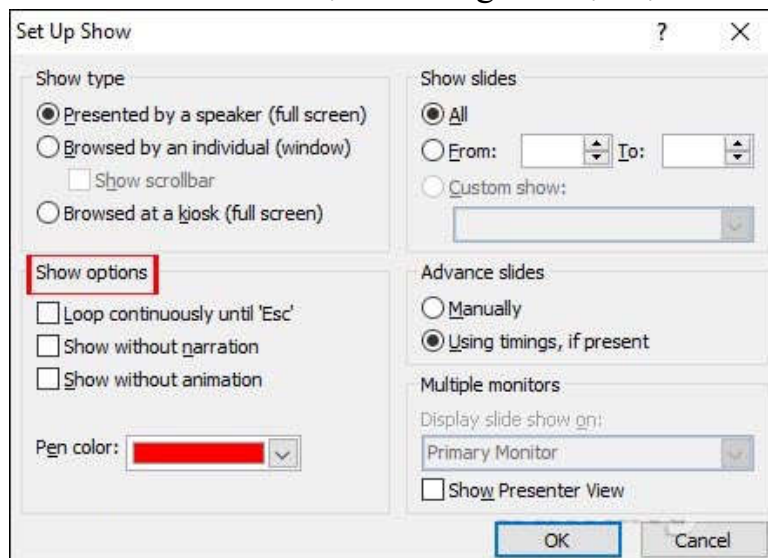 Set Up Show
Show type
Presented by a speaker (full screen)
Browsed by an individual (window)
Show scrollbar
Browsed at a kiosk (full screen)
Show slides
All
From: To:
Custom show:
Show options
Loop continuously until 'Esc'
Show without narration
Show without animation
Pen color:
Advance slides
Manually
Using timings, if present
Multiple monitors
Display slide show on:
Primary Monitor
Show Presenter View
OK Cancel